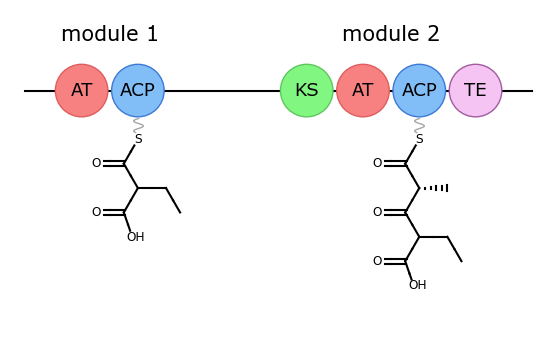 module 1 module 2
AT ACP KS AT ACP TE
S S
O O
O O
OH
O
OH